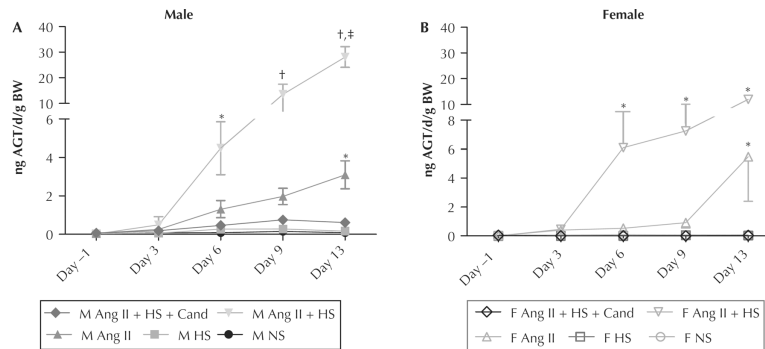 Male
A
†,‡
†
*
*
40
30
20
10
6
4
2
0
ng AGT/d/g BW
Day –1
Day 3
Day 6
Day 9
Day 13
M Ang II + HS + Cand
M Ang II + HS
M Ang II
M HS
M NS
Female
B
*
*
*
*
40
30
20
10
8
6
4
2
0
ng AGT/d/g BW
Day –1
Day 3
Day 6
Day 9
Day 13
F Ang II + HS + Cand
F Ang II + HS
F Ang II
F HS
F NS